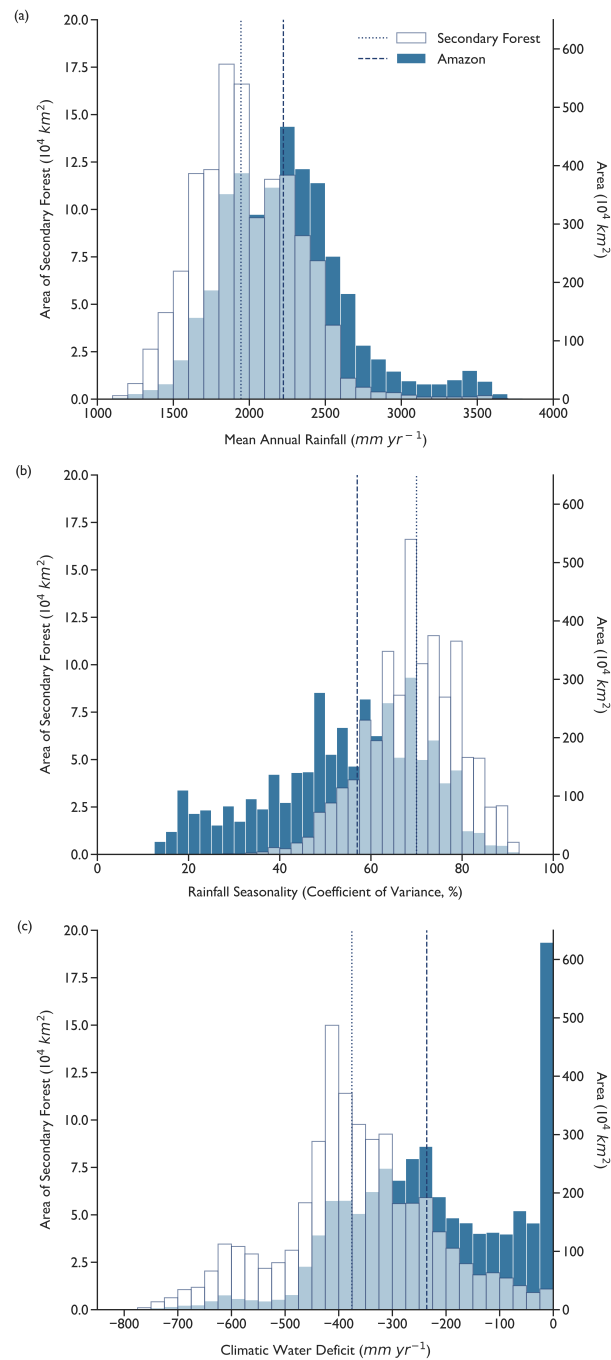 (a)
Secondary Forest
Amazon
Area of Secondary Forest (10⁴ km²)
20.0
17.5
15.0
12.5
10.0
7.5
5.0
2.5
0.0
600
500
400
300
200
100
0
Area (10⁴ km²)
1000 1500 2000 2500 3000 3500 4000
Mean Annual Rainfall (mm yr⁻¹)
(b)
Area of Secondary Forest (10⁴ km²)
20.0
17.5
15.0
12.5
10.0
7.5
5.0
2.5
0.0
600
500
400
300
200
100
0
Area (10⁴ km²)
0 20 40 60 80 100
Rainfall Seasonality (Coefficient of Variance, %)
(c)
Area of Secondary Forest (10⁴ km²)
20.0
17.5
15.0
12.5
10.0
7.5
5.0
2.5
0.0
600
500
400
300
200
100
0
Area (10⁴ km²)
−800 −700 −600 −500 −400 −300 −200 −100 0
Climatic Water Deficit (mm yr⁻¹)